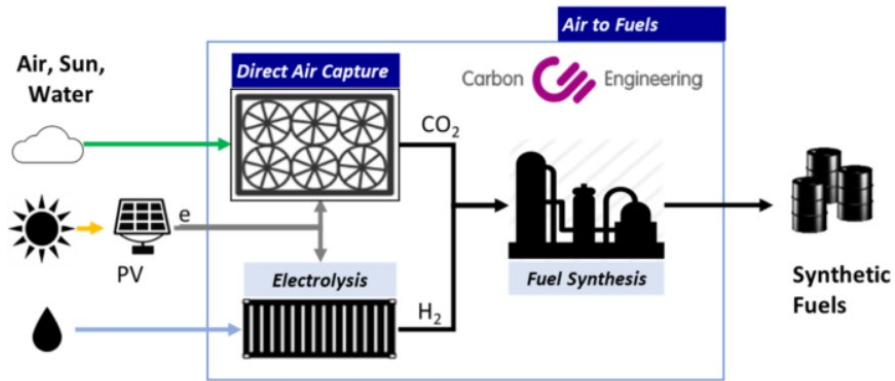 Air to Fuels
Air, Sun,
Water
Direct Air Capture
Carbon Engineering
CO₂
e
PV
Electrolysis
H₂
Fuel Synthesis
Synthetic
Fuels